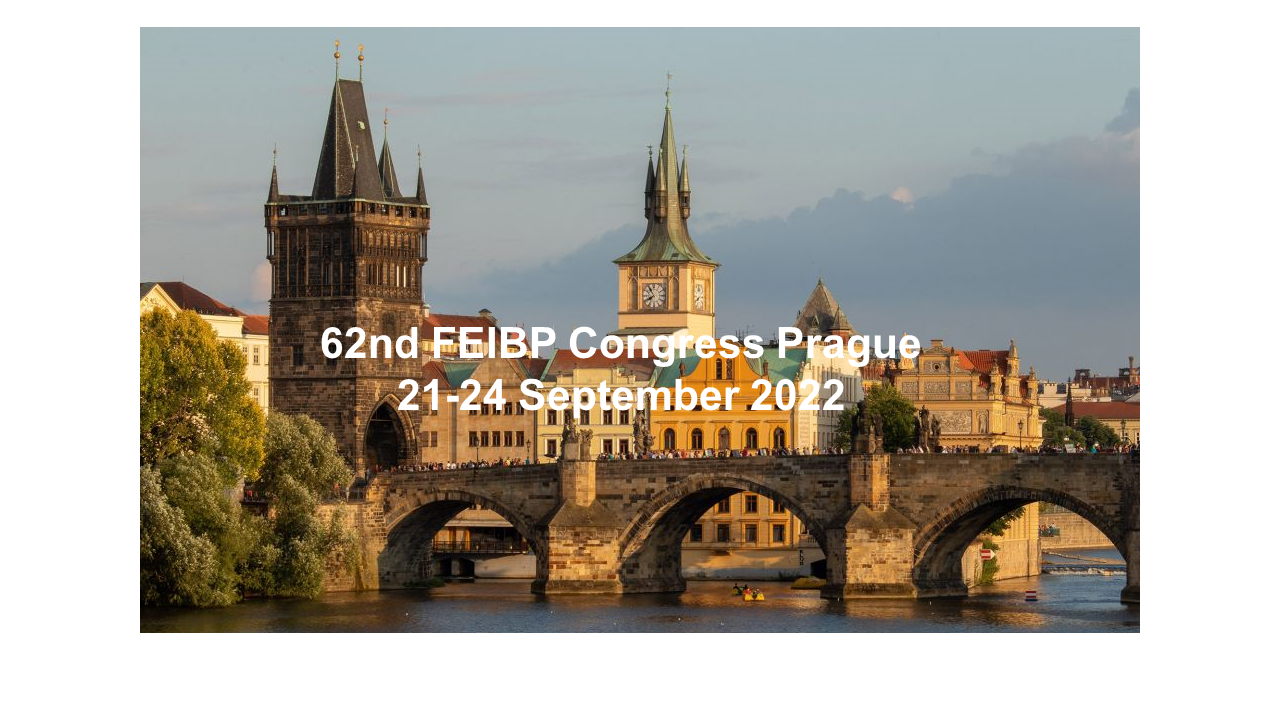 62nd FEIBP Congress Prague
21-24 September 2022